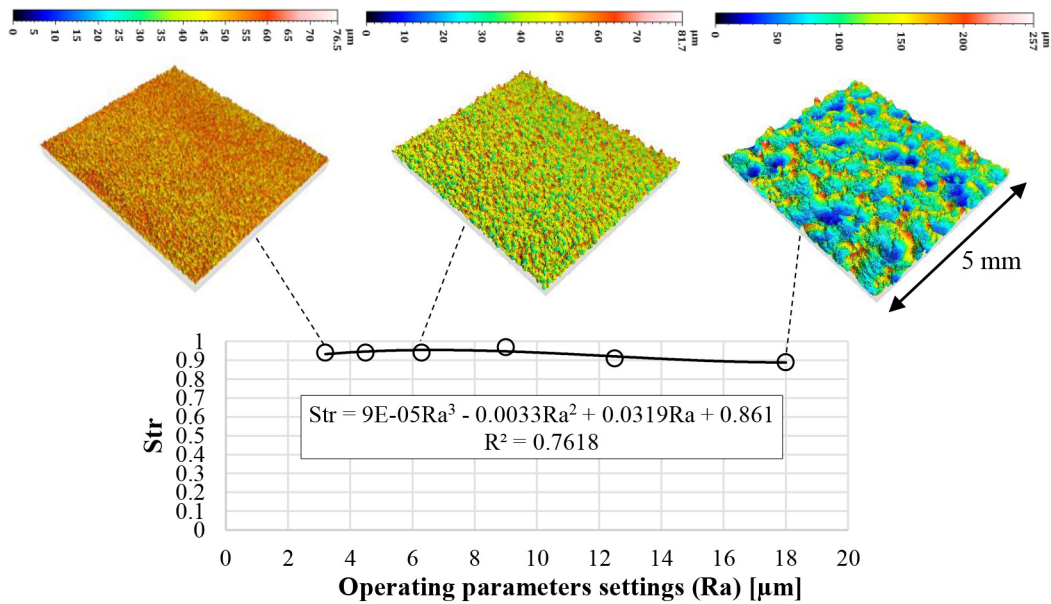 0 5 10 15 20 25 30 35 40 45 50 55 60 65 70 76.5 µm
0 10 20 30 40 50 60 70 81.7 µm
0 50 100 150 200 257 µm
5 mm
1
0.9
0.8
0.7
0.6
0.5
0.4
0.3
0.2
0.1
0
Str
Str = 9E-05Ra³ - 0.0033Ra² + 0.0319Ra + 0.861
R² = 0.7618
0 2 4 6 8 10 12 14 16 18 20
Operating parameters settings (Ra) [µm]